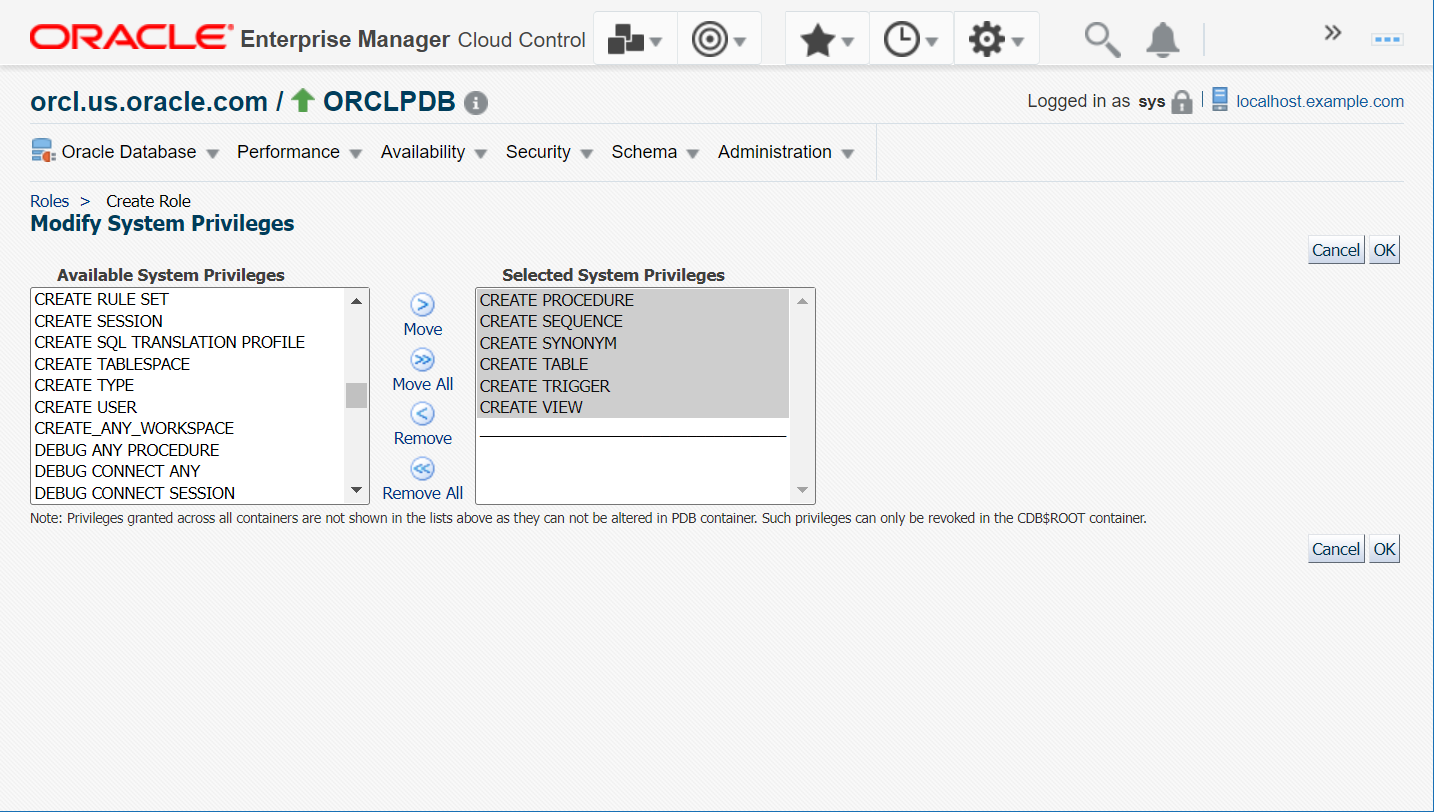 ORACLE Enterprise Manager Cloud Control
orcl.us.oracle.com / ORCLPDB
Logged in as sys localhost.example.com
Oracle Database Performance Availability Security Schema Administration
Roles > Create Role
Modify System Privileges
Cancel OK
Available System Privileges
CREATE RULE SET
CREATE SESSION
CREATE SQL TRANSLATION PROFILE
CREATE TABLESPACE
CREATE TYPE
CREATE USER
CREATE_ANY_WORKSPACE
DEBUG ANY PROCEDURE
DEBUG CONNECT ANY
DEBUG CONNECT SESSION
Move
Move All
Remove
Remove All
Selected System Privileges
CREATE PROCEDURE
CREATE SEQUENCE
CREATE SYNONYM
CREATE TABLE
CREATE TRIGGER
CREATE VIEW
Note: Privileges granted across all containers are not shown in the lists above as they can not be altered in PDB container. Such privileges can only be revoked in the CDB$ROOT container.
Cancel OK